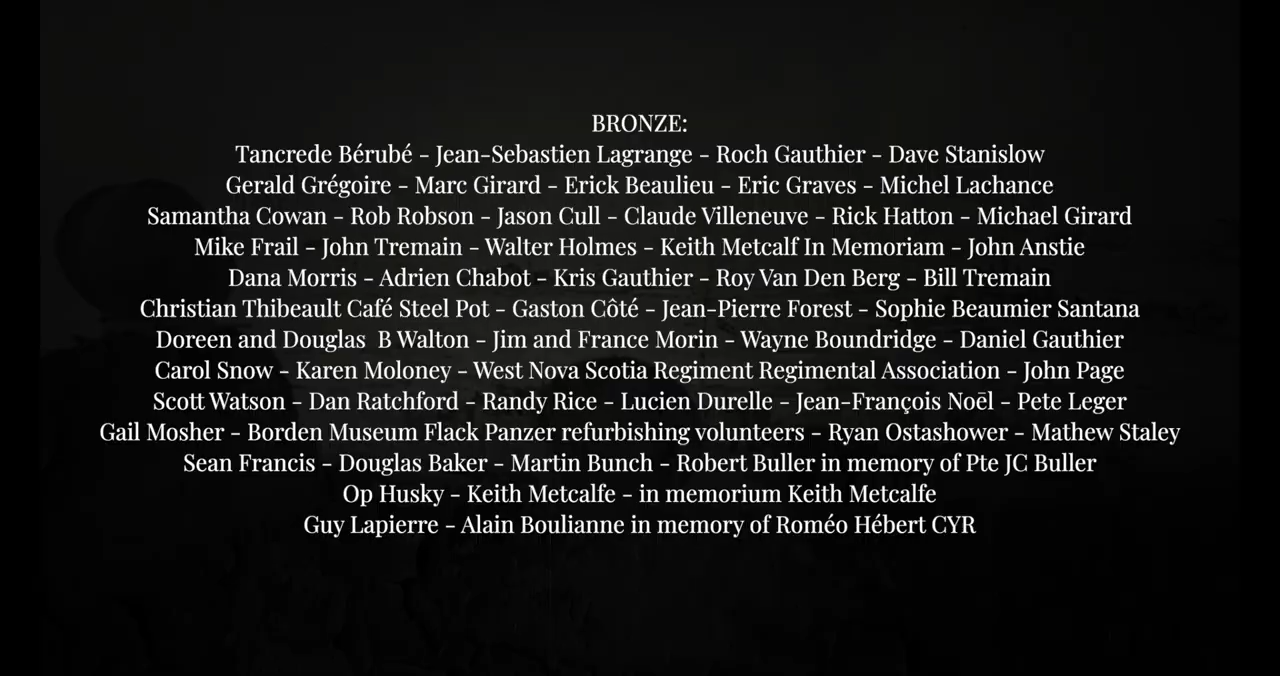 BRONZE:
Tancrede Bérubé - Jean-Sebastien Lagrange - Roch Gauthier - Dave Stanislow
Gerald Grégoire - Marc Girard - Erick Beaulieu - Eric Graves - Michel Lachance
Samantha Cowan - Rob Robson - Jason Cull - Claude Villeneuve - Rick Hatton - Michael Girard
Mike Frail - John Tremain - Walter Holmes - Keith Metcalf In Memoriam - John Anstie
Dana Morris - Adrien Chabot - Kris Gauthier - Roy Van Den Berg - Bill Tremain
Christian Thibeault Café Steel Pot - Gaston Côté - Jean-Pierre Forest - Sophie Beaumier Santana
Doreen and Douglas  B Walton - Jim and France Morin - Wayne Boundridge - Daniel Gauthier
Carol Snow - Karen Moloney - West Nova Scotia Regiment Regimental Association - John Page
Scott Watson - Dan Ratchford - Randy Rice - Lucien Durelle - Jean-François Noël - Pete Leger
Gail Mosher - Borden Museum Flack Panzer refurbishing volunteers - Ryan Ostashower - Mathew Staley
Sean Francis - Douglas Baker - Martin Bunch - Robert Buller in memory of Pte JC Buller
Op Husky - Keith Metcalfe - in memorium Keith Metcalfe
Guy Lapierre - Alain Boulianne in memory of Roméo Hébert CYR